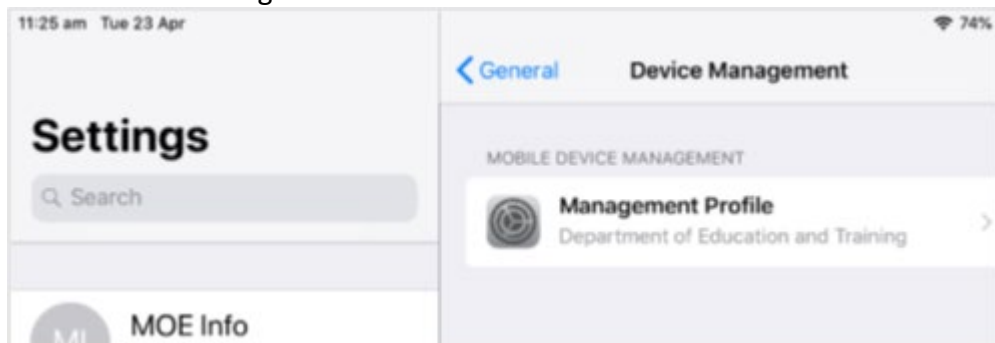 11:25 am Tue 23 Apr
74%
General
Device Management
Settings
Search
MOBILE DEVICE MANAGEMENT
Management Profile
Department of Education and Training
MOE Info